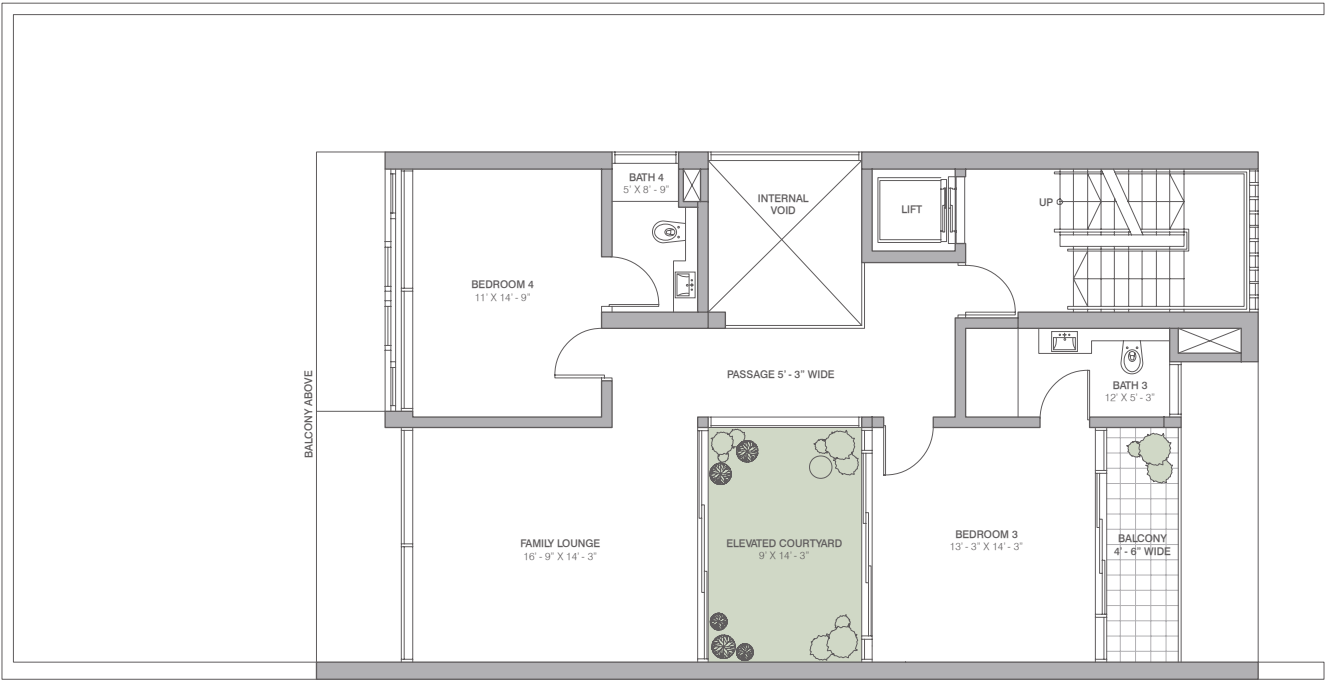 BATH 4
5' X 8' - 9"
INTERNAL
VOID
LIFT
UP
BEDROOM 4
11' X 14' - 9"
PASSAGE 5' - 3" WIDE
BATH 3
12' X 5' - 3"
BALCONY ABOVE
FAMILY LOUNGE
16' - 9" X 14' - 3"
ELEVATED COURTYARD
9' X 14' - 3"
BEDROOM 3
13' - 3" X 14' - 3"
BALCONY
4' - 6" WIDE